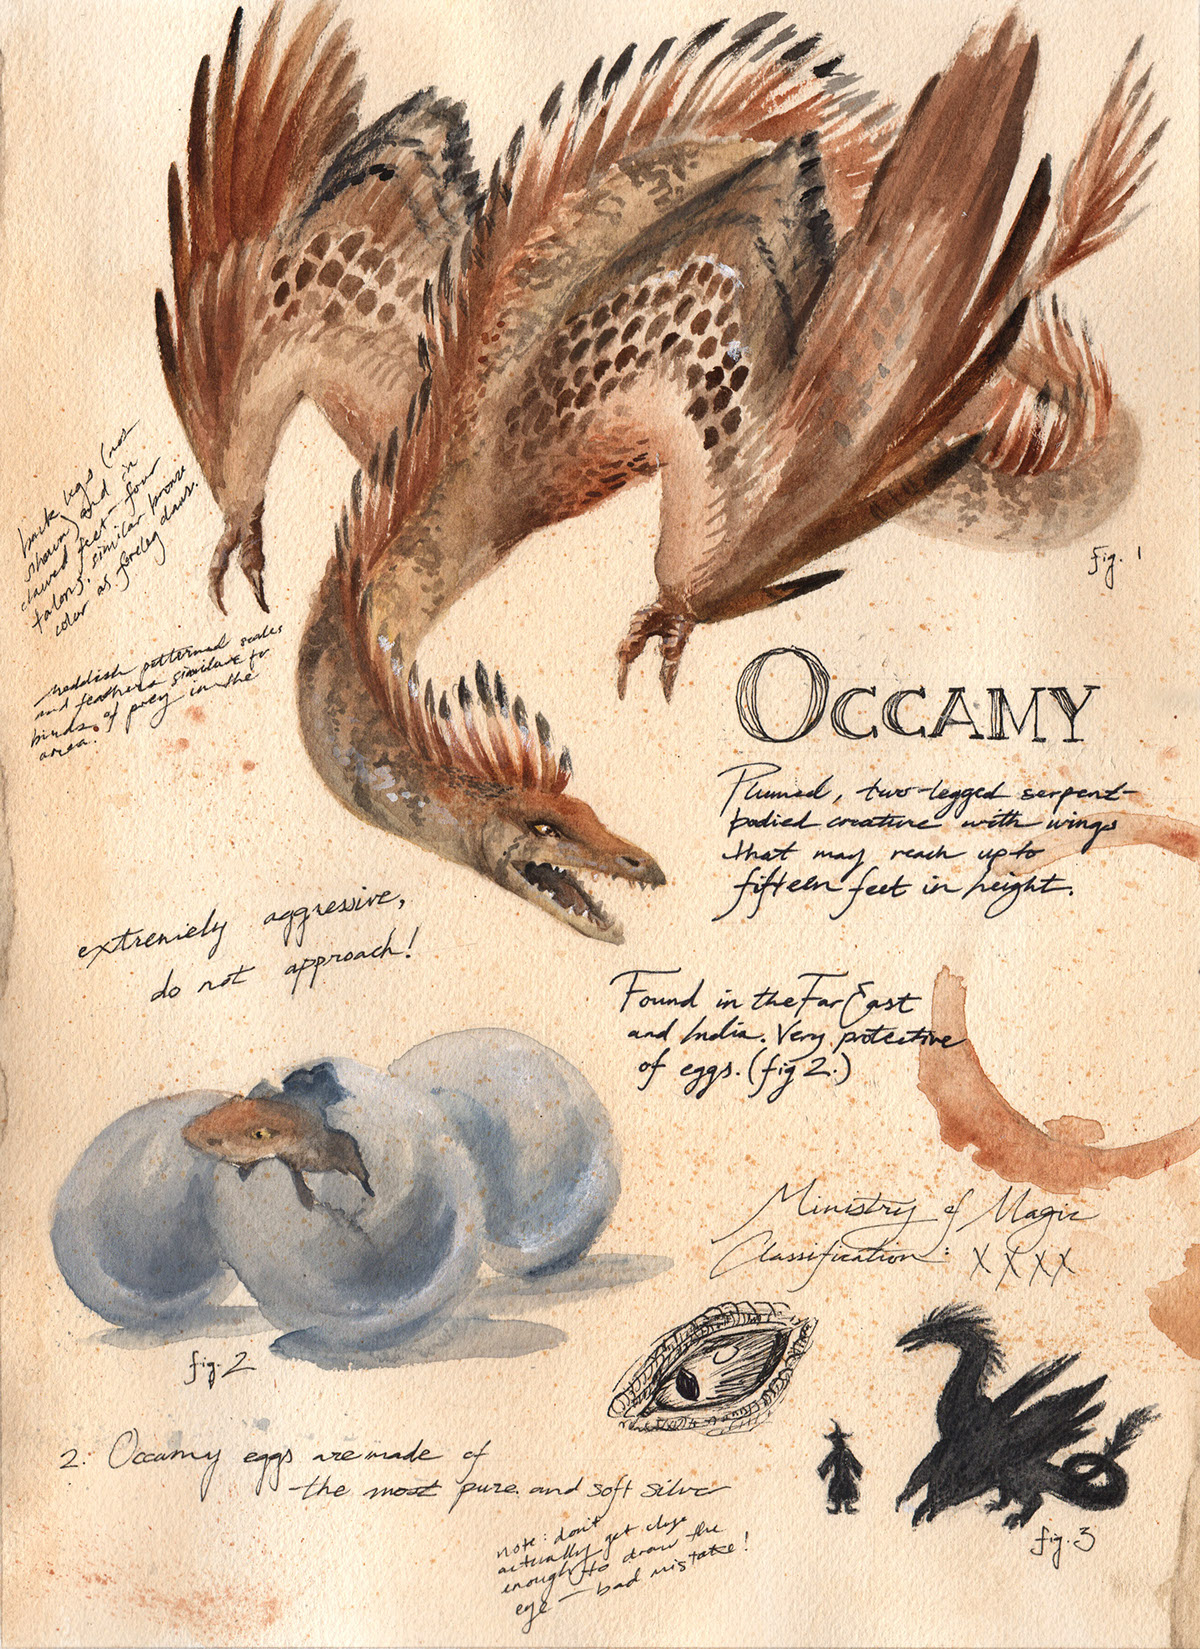 back legs (not
shown) end in
clawed feet - four
talons, similar bronze
color as foreleg claws.
reddish patterned scales
and feathers similar to
birds of prey in the
area.
fig. 1
OCCAMY
Plumed, two-legged serpent-
bodied creature with wings
that may reach up to
fifteen feet in height.
extremely aggressive,
do not approach!
Found in the Far East
and India. Very protective
of eggs. (fig 2.)
Ministry of Magic
Classification: XXXX
fig. 2
fig. 3
2. Occamy eggs are made of
the most pure and soft silver
note: don't
actually get close
enough to draw the
eye - bad mistake!